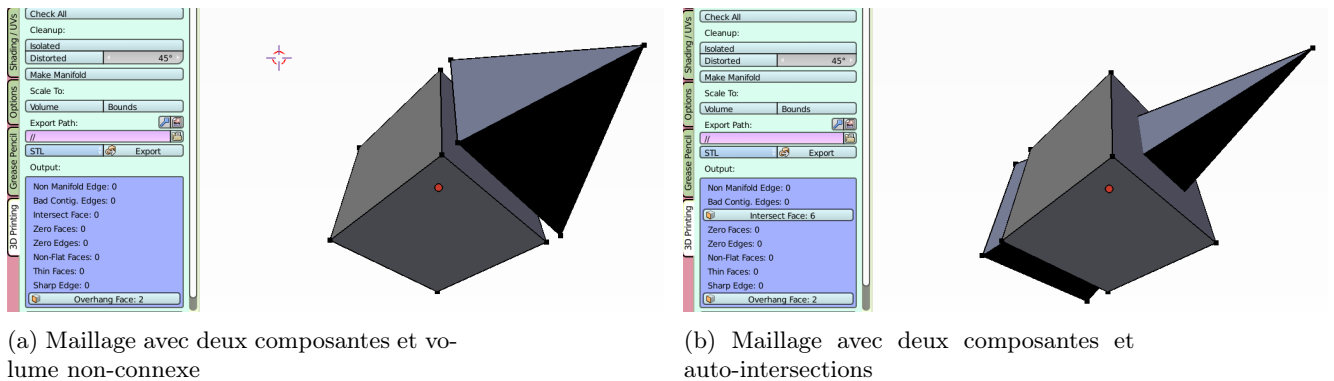 Shading / UVs
Options
Grease Pencil
3D Printing
Check All
Cleanup:
Isolated
Distorted 45°
Make Manifold
Scale To:
Volume Bounds
Export Path:
//
STL Export
Output:
Non Manifold Edge: 0
Bad Contig. Edges: 0
Intersect Face: 0
Zero Faces: 0
Zero Edges: 0
Non-Flat Faces: 0
Thin Faces: 0
Sharp Edge: 0
Overhang Face: 2
(a) Maillage avec deux composantes et vo-
lume non-connexe
Shading / UVs
Options
Grease Pencil
3D Printing
Check All
Cleanup:
Isolated
Distorted 45°
Make Manifold
Scale To:
Volume Bounds
Export Path:
//
STL Export
Output:
Non Manifold Edge: 0
Bad Contig. Edges: 0
Intersect Face: 6
Zero Faces: 0
Zero Edges: 0
Non-Flat Faces: 0
Thin Faces: 0
Sharp Edge: 0
Overhang Face: 2
(b) Maillage avec deux composantes et
auto-intersections